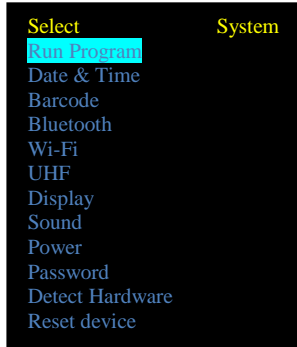 Select System
Run Program
Date & Time
Barcode
Bluetooth
Wi-Fi
UHF
Display
Sound
Power
Password
Detect Hardware
Reset device